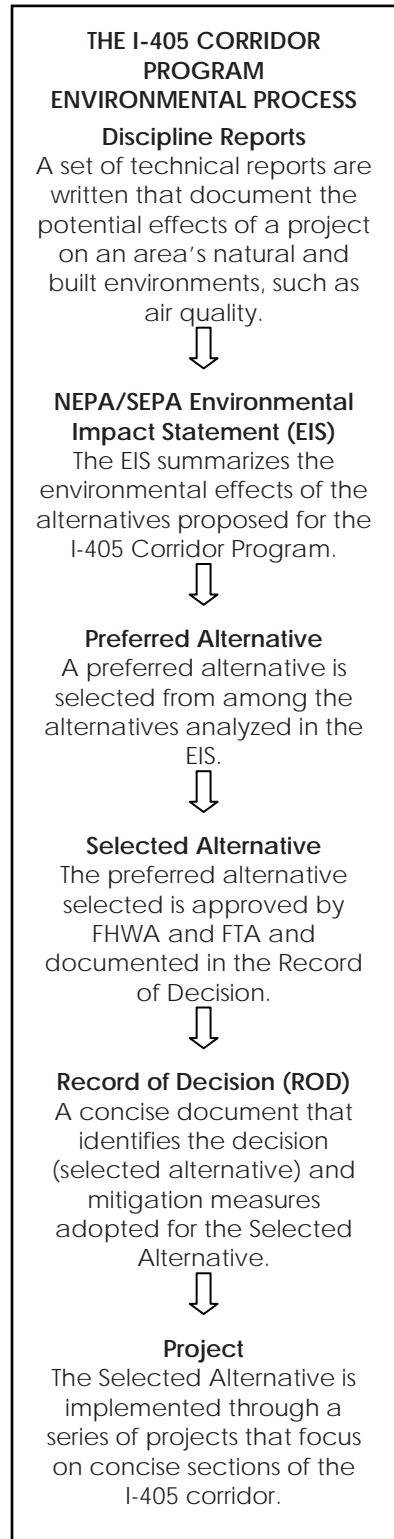 THE I-405 CORRIDOR
PROGRAM
ENVIRONMENTAL PROCESS
Discipline Reports
A set of technical reports are
written that document the
potential effects of a project
on an area's natural and
built environments, such as
air quality.
NEPA/SEPA Environmental
Impact Statement (EIS)
The EIS summarizes the
environmental effects of the
alternatives proposed for the
I-405 Corridor Program.
Preferred Alternative
A preferred alternative is
selected from among the
alternatives analyzed in the
EIS.
Selected Alternative
The preferred alternative
selected is approved by
FHWA and FTA and
documented in the Record
of Decision.
Record of Decision (ROD)
A concise document that
identifies the decision
(selected alternative) and
mitigation measures
adopted for the Selected
Alternative.
Project
The Selected Alternative is
implemented through a
series of projects that focus
on concise sections of the
I-405 corridor.